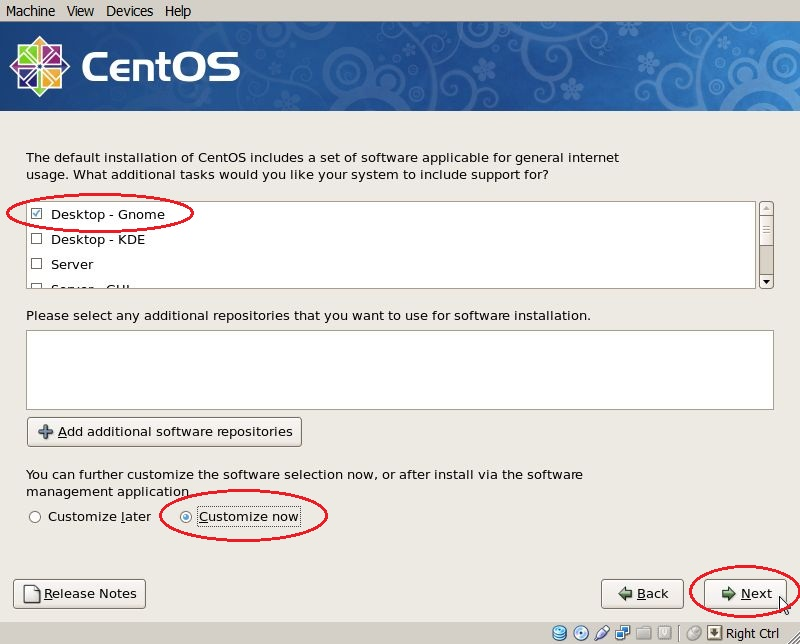 Machine View Devices Help
CentOS
The default installation of CentOS includes a set of software applicable for general internet
usage. What additional tasks would you like your system to include support for?
Desktop - Gnome
Desktop - KDE
Server
Server - GUI
Please select any additional repositories that you want to use for software installation.
Add additional software repositories
You can further customize the software selection now, or after install via the software
management application
Customize later Customize now
Release Notes Back Next
Right Ctrl